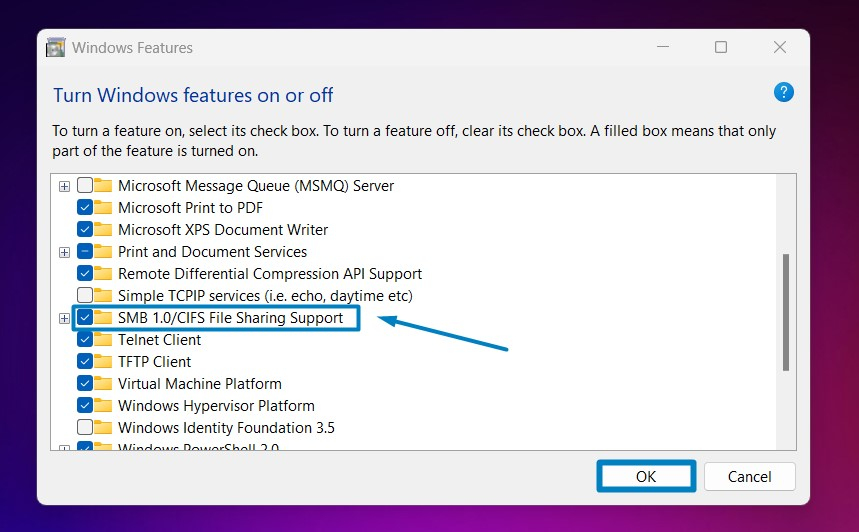 Windows Features
Turn Windows features on or off
?
To turn a feature on, select its check box. To turn a feature off, clear its check box. A filled box means that only
part of the feature is turned on.
Microsoft Message Queue (MSMQ) Server
Microsoft Print to PDF
Microsoft XPS Document Writer
Print and Document Services
Remote Differential Compression API Support
Simple TCPIP services (i.e. echo, daytime etc)
SMB 1.0/CIFS File Sharing Support
Telnet Client
TFTP Client
Virtual Machine Platform
Windows Hypervisor Platform
Windows Identity Foundation 3.5
Windows PowerShell 2.0
OK Cancel